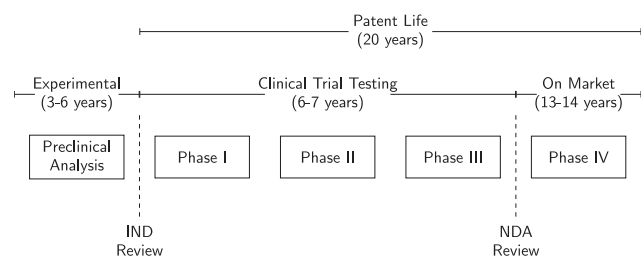 Patent Life
(20 years)
Experimental
(3-6 years)
Clinical Trial Testing
(6-7 years)
On Market
(13-14 years)
Preclinical
Analysis
Phase I
Phase II
Phase III
Phase IV
IND
Review
NDA
Review